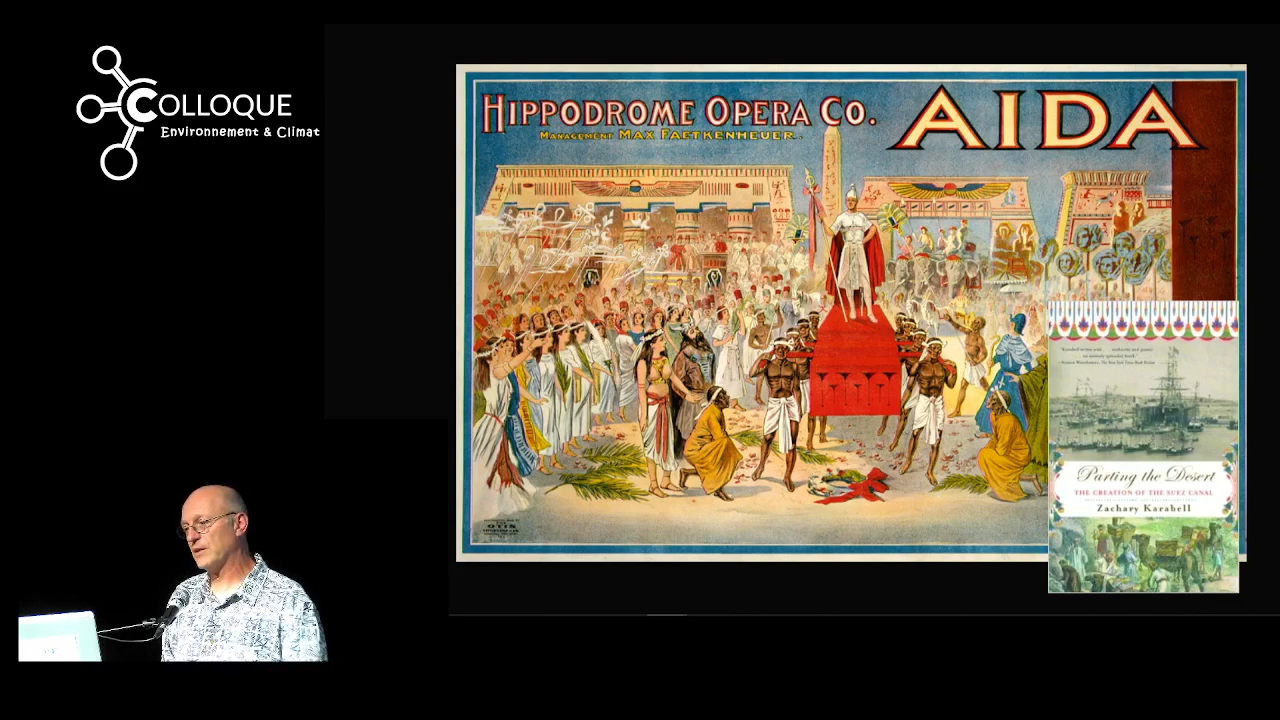 COLLOQUE
Environnement & Climat
HIPPODROME OPERA CO.
MANAGEMENT MAX FAETKENHEUER.
AIDA
OTIS
Parting the Desert
THE CREATION OF THE SUEZ CANAL
Zachary Karabell